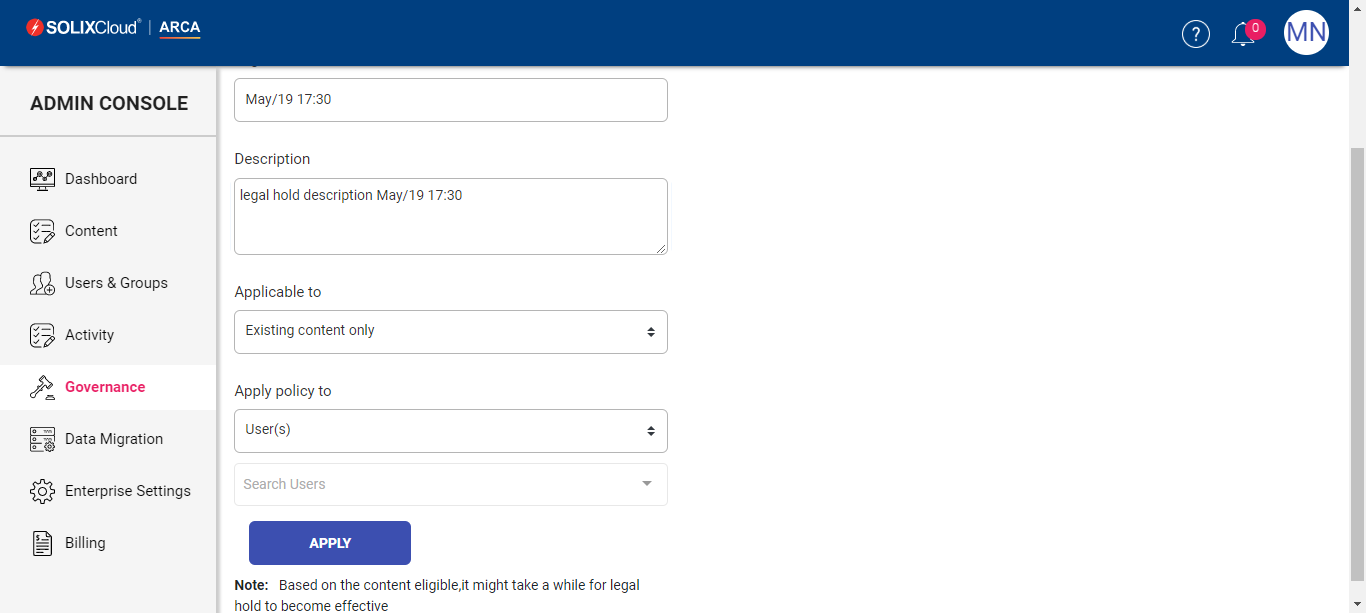 SOLIXCloud® | ARCA
?
0
MN
ADMIN CONSOLE
Dashboard
Content
Users & Groups
Activity
Governance
Data Migration
Enterprise Settings
Billing
May/19 17:30
Description
legal hold description May/19 17:30
Applicable to
Existing content only
Apply policy to
User(s)
Search Users
APPLY
Note: Based on the content eligible,it might take a while for legal
hold to become effective